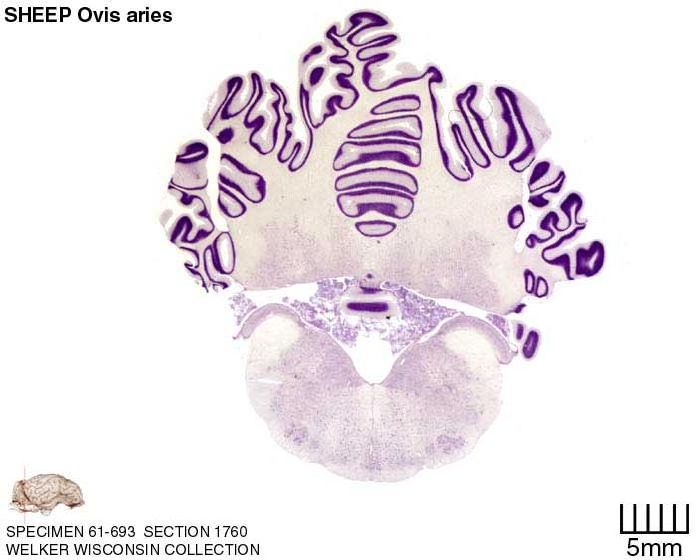 SHEEP Ovis aries
5mm
SPECIMEN 61-693 SECTION 1760
WELKER WISCONSIN COLLECTION